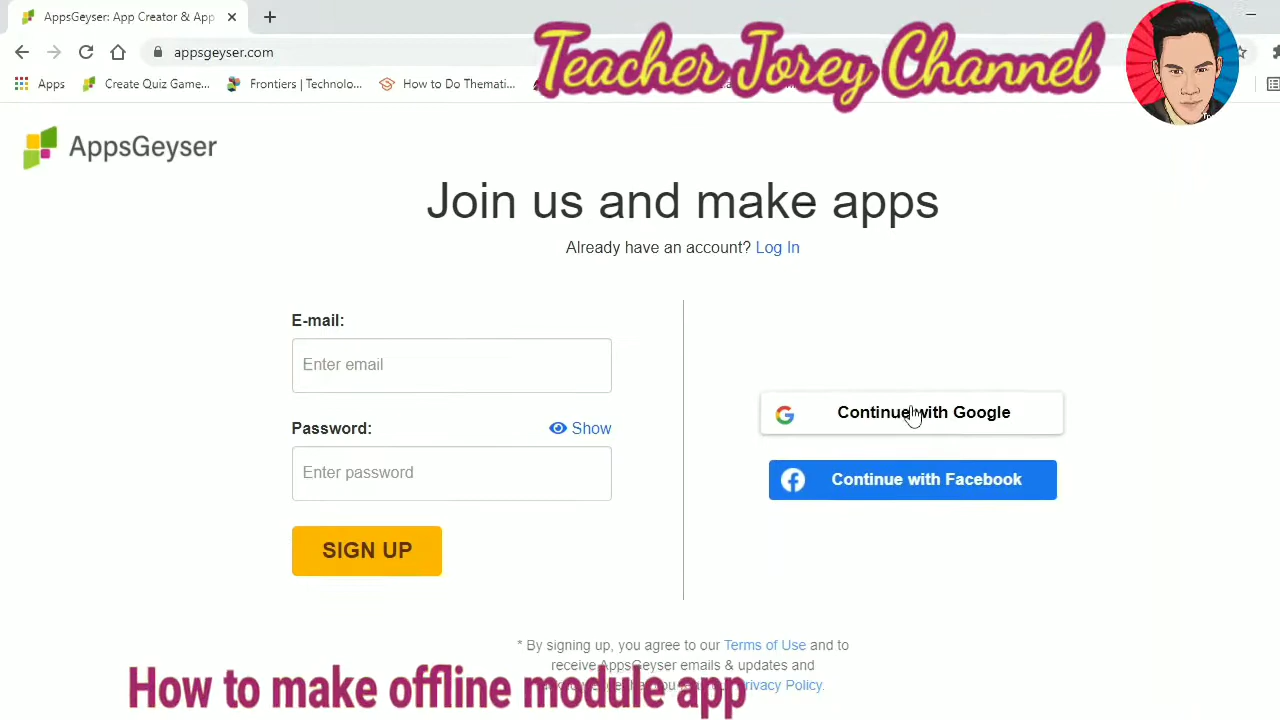 AppsGeyser: App Creator & App
appsgeyser.com
Teacher Jorey Channel
Apps
Create Quiz Game...
Frontiers | Technolo...
How to Do Themati...
AppsGeyser
Join us and make apps
Already have an account? Log In
E-mail:
Enter email
Password:
Show
Enter password
SIGN UP
Continue with Google
Continue with Facebook
* By signing up, you agree to our Terms of Use and to
receive AppsGeyser emails & updates and
Privacy Policy.
How to make offline module app